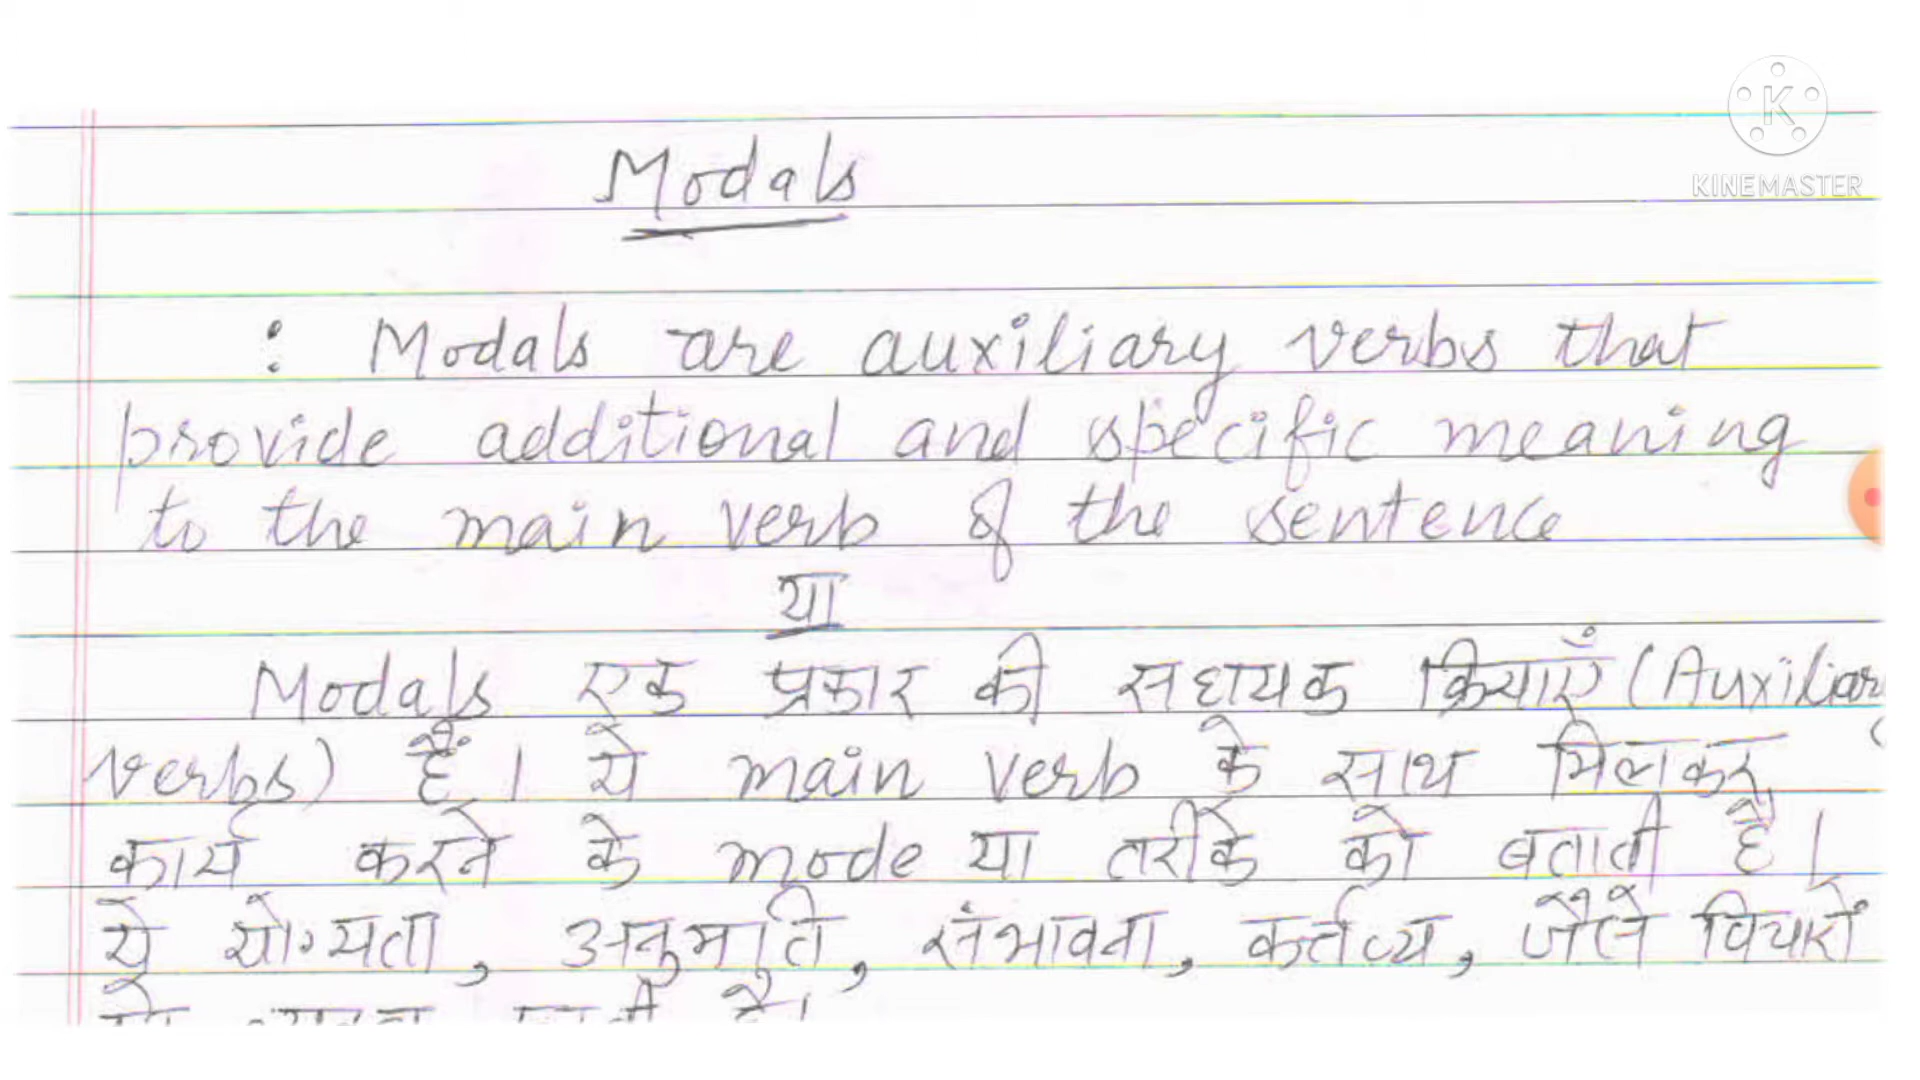 KINEMASTER
Modals
: Modals are auxiliary verbs that
provide additional and specific meaning
to the main verb of the sentence
या
Modals एक प्रकार की सहायक क्रियाएँ (Auxiliary
verbs) हैं। ये main verb के साथ मिलकर
कार्य करने के mode या तरीके को बताती है।
ये योग्यता, अनुमति, संभावना, कर्तव्य, जैसे विचारों